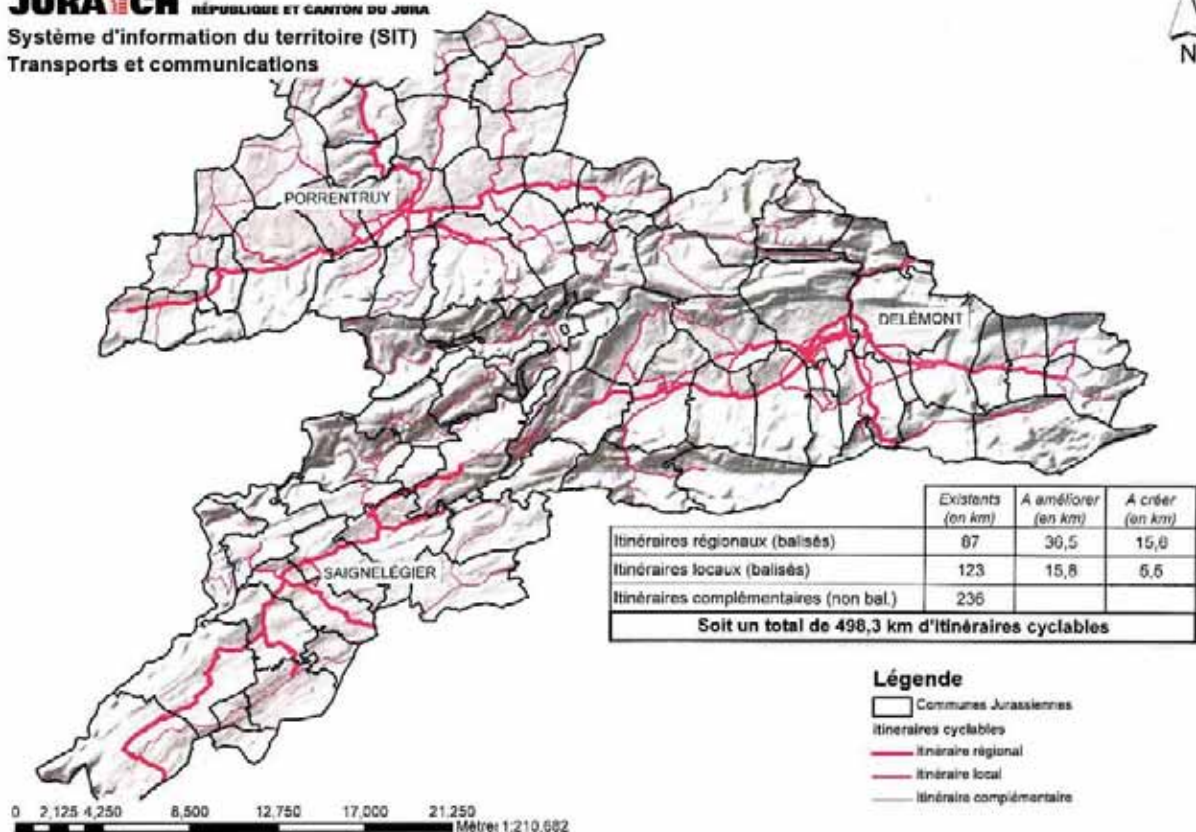 JURA CH RÉPUBLIQUE ET CANTON DU JURA
Système d'information du territoire (SIT)
Transports et communications
N
PORRENTRUY
DELÉMONT
SAIGNELÉGIER
Existants (en km) A améliorer (en km) A créer (en km)
Itinéraires régionaux (balisés) 87 36,5 15,6
Itinéraires locaux (balisés) 123 15,8 5,5
Itinéraires complémentaires (non bal.) 236
Soit un total de 498,3 km d'itinéraires cyclables
Légende
Communes Jurassiennes
Itineraires cyclables
Itinéraire régional
Itinéraire local
Itinéraire complémentaire
0 2,125 4,250 8,500 12,750 17,000 21,250
Mètres 1:210,682